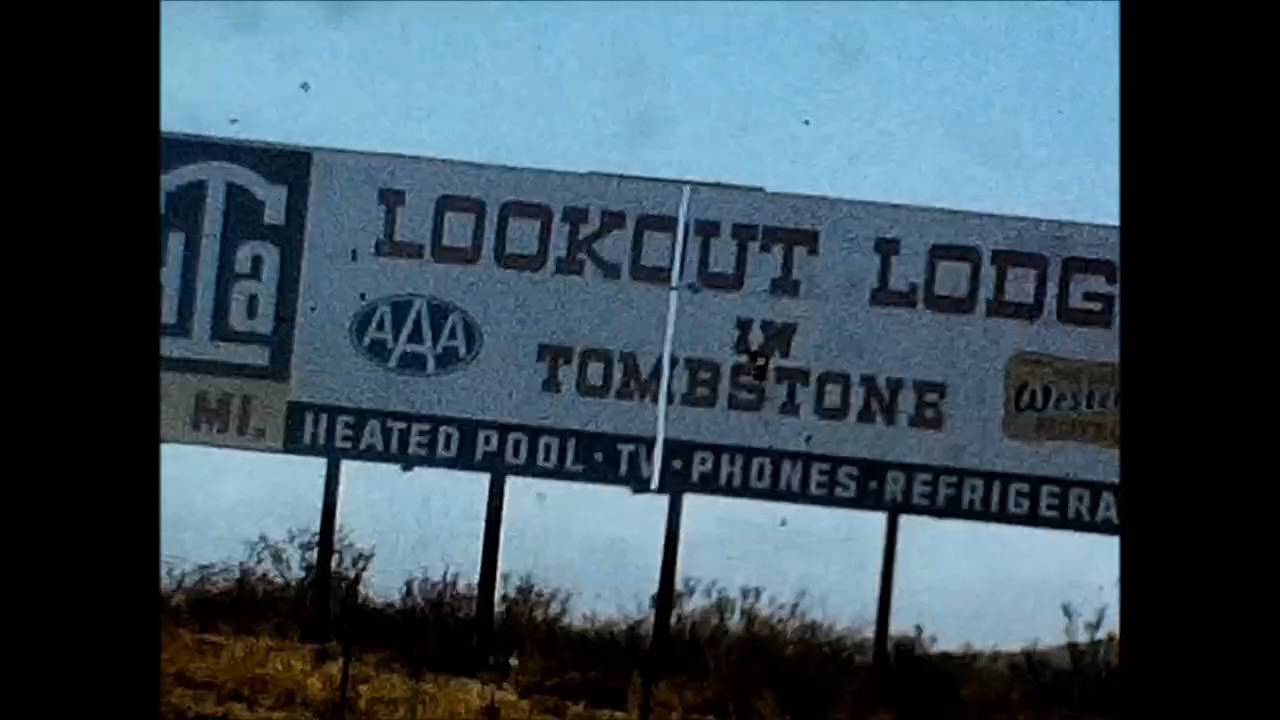 LOOKOUT LODG
AAA
IN
TOMBSTONE
MI.
HEATED POOL · TV · PHONES · REFRIGERA